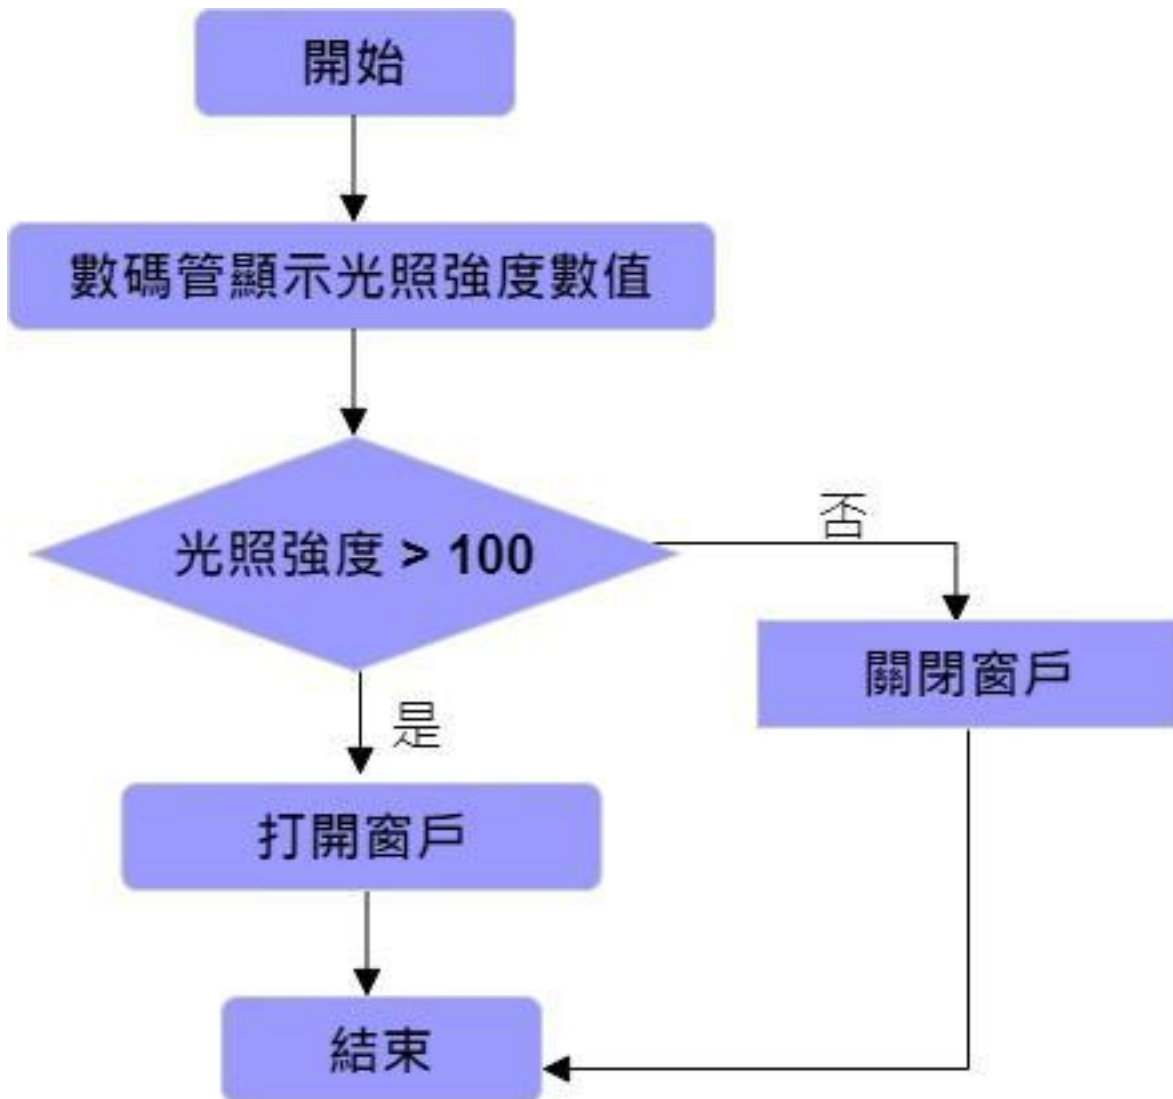 開始
數碼管顯示光照強度數值
光照強度 > 100
否
關閉窗戶
是
打開窗戶
結束